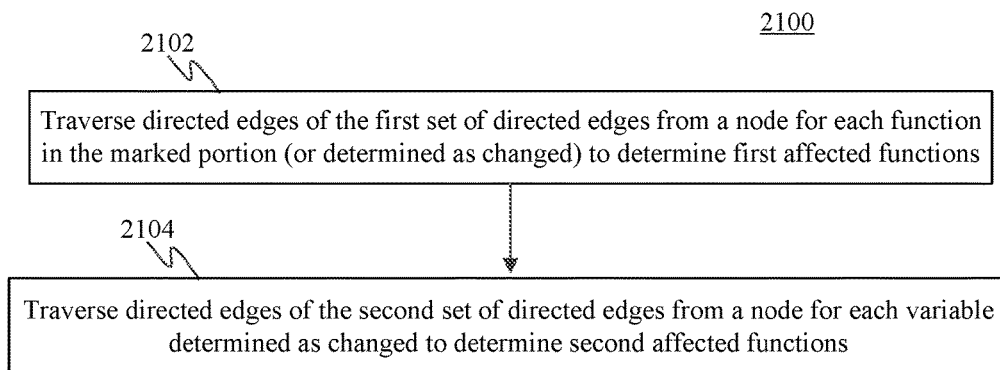 2100
2102
Traverse directed edges of the first set of directed edges from a node for each function
in the marked portion (or determined as changed) to determine first affected functions
2104
Traverse directed edges of the second set of directed edges from a node for each variable
determined as changed to determine second affected functions